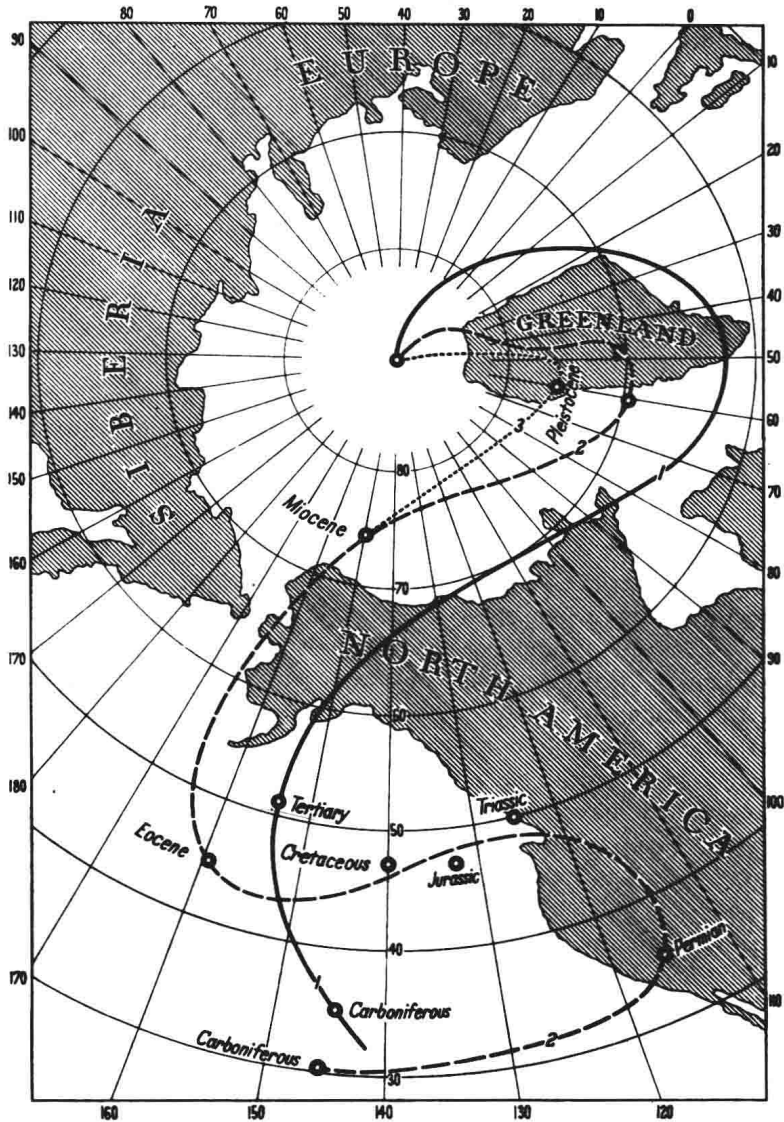 90 80 70 60 50 40 30 20 10 0
10
20
30
40
50
60
70
80
90
100
110
100
110
120
130
140
150
160
170
180
170
160 150 140 130 120
EUROPE
SIBERIA
GREENLAND
NORTH AMERICA
80
70
60
50
40
30
Pleistocene
Miocene
3
2
1
Tertiary
Triassic
Eocene
Cretaceous
Jurassic
Permian
1
Carboniferous
Carboniferous
2